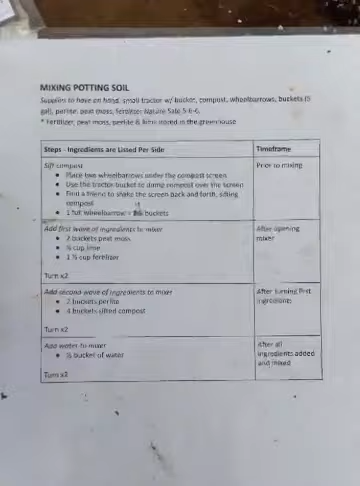 MIXING POTTING SOIL
Supplies to have on hand: small tractor w/ bucket, compost, wheelbarrows, buckets (5
gal), perlite, peat moss, fertilizer Nature Safe 5-6-6,
* Fertilizer, peat moss, perlite & lime stored in the greenhouse
Steps - Ingredients are Listed Per Side
Timeframe
Sift compost
Prior to mixing
• Place two wheelbarrows under the compost screen
• Use the tractor bucket to dump compost over the screen
• Find a friend to shake the screen back and forth, sifting
compost
• 1 full wheelbarrow = buckets
Add first wave of ingredients to mixer
After opening
mixer
• 2 buckets peat moss
• cup lime
• 1 cup fertilizer
Turn x2
Add second wave of ingredients to mixer
After turning first
ingredients
• 2 buckets perlite
• 4 buckets sifted compost
Turn x2
Add water to mixer
After all
ingredients added
and mixed
• ½ bucket of water
Turn x2